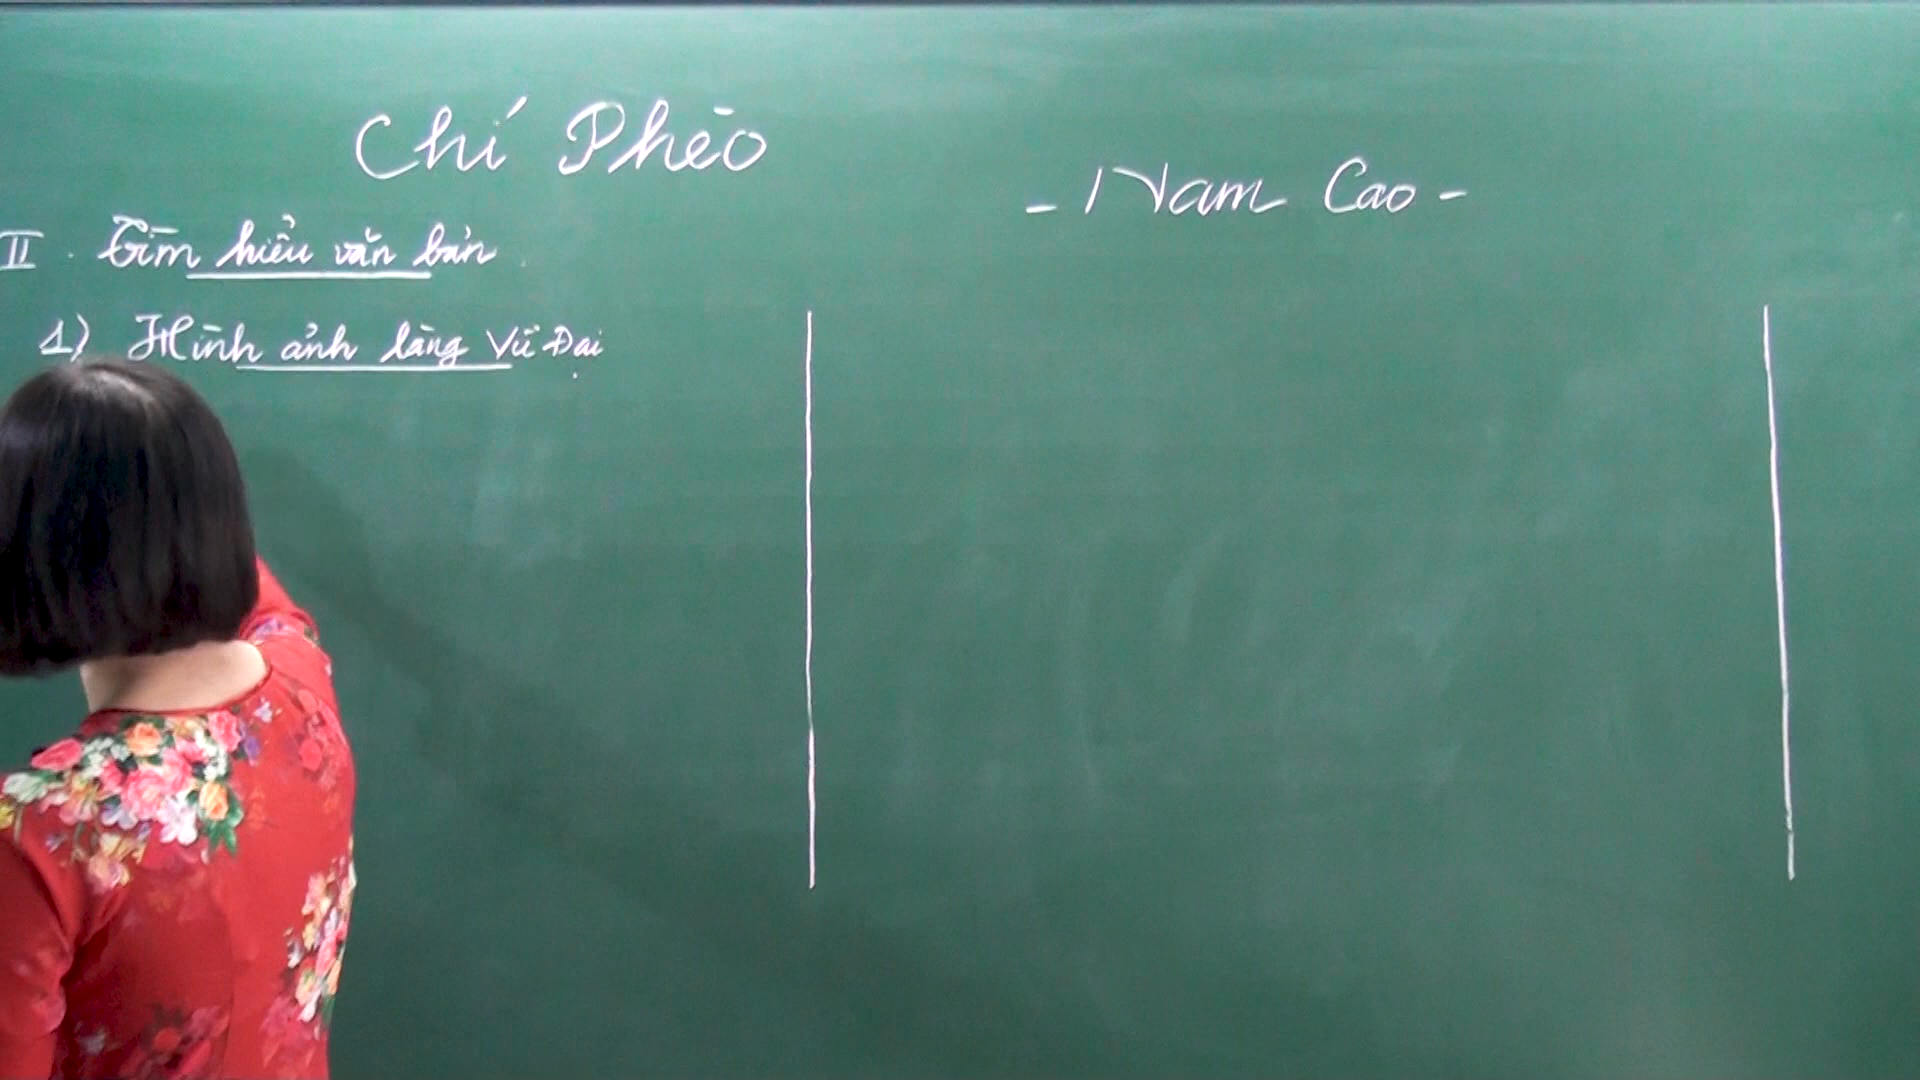 Chí Phèo
- Nam Cao -
II. Tìm hiểu văn bản
1) Hình ảnh làng Vũ Đại